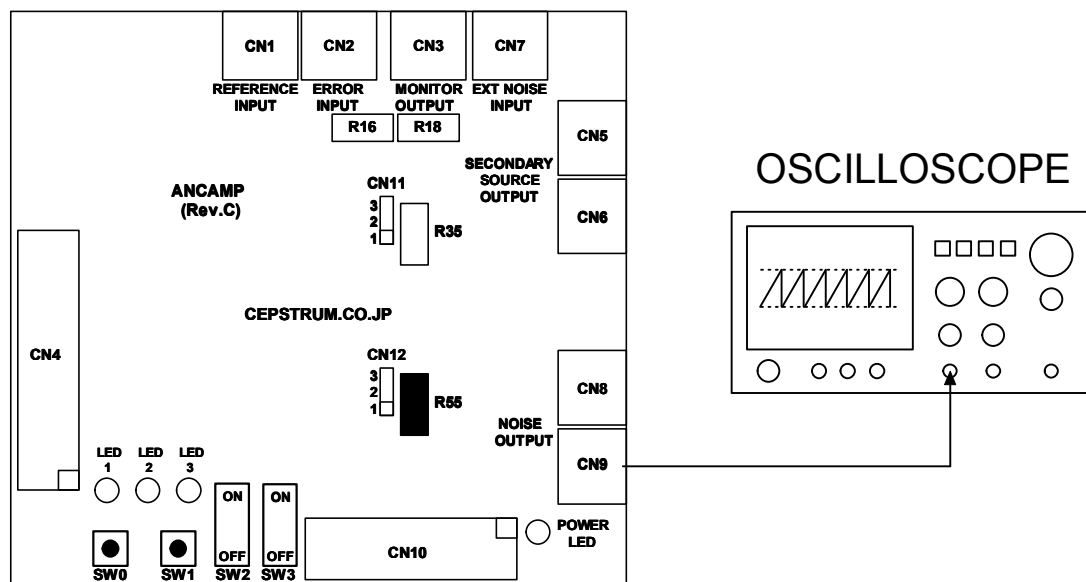 CN1
CN2
CN3
CN7
REFERENCE
INPUT
ERROR
INPUT
MONITOR
OUTPUT
EXT NOISE
INPUT
R16
R18
CN5
SECONDARY
SOURCE
OUTPUT
CN6
OSCILLOSCOPE
ANCAMP
(Rev.C)
CN11
3
2
1
R35
CEPSTRUM.CO.JP
CN4
CN12
3
2
1
R55
CN8
NOISE
OUTPUT
CN9
LED
1
LED
2
LED
3
ON
OFF
ON
OFF
SW0
SW1
SW2
SW3
CN10
POWER
LED